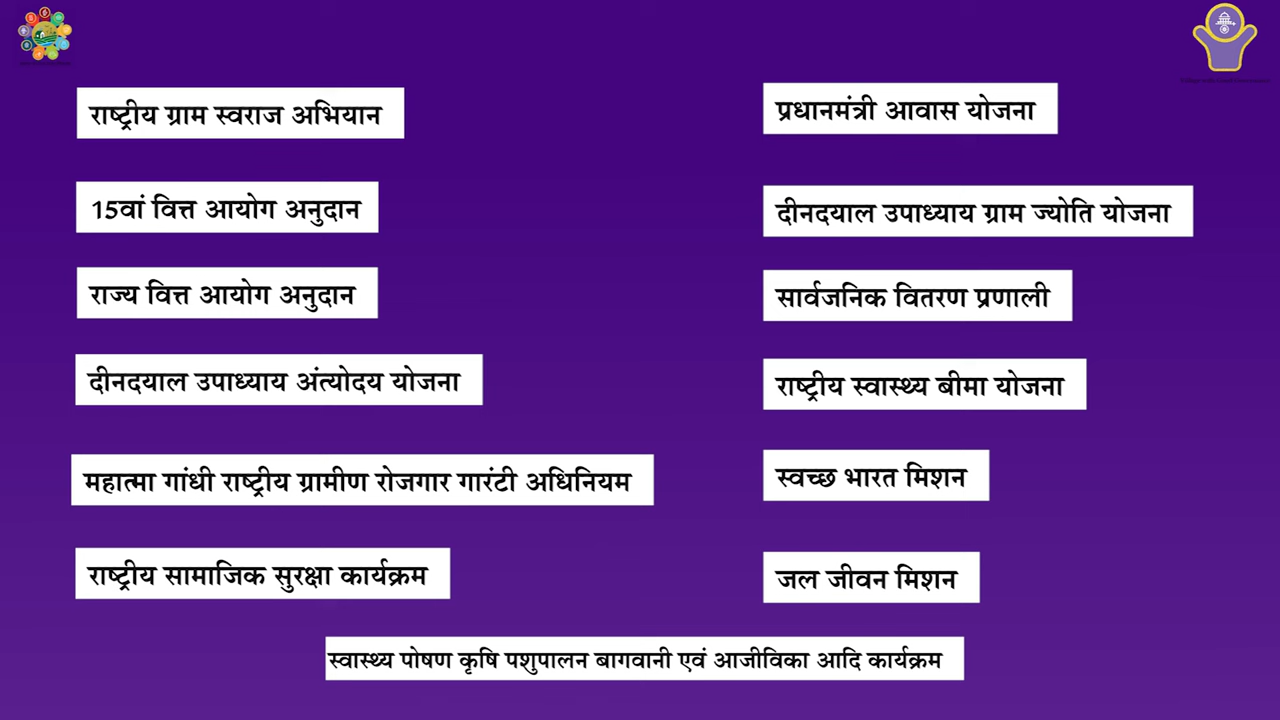 राष्ट्रीय ग्राम स्वराज अभियान
15वां वित्त आयोग अनुदान
राज्य वित्त आयोग अनुदान
दीनदयाल उपाध्याय अंत्योदय योजना
महात्मा गांधी राष्ट्रीय ग्रामीण रोजगार गारंटी अधिनियम
राष्ट्रीय सामाजिक सुरक्षा कार्यक्रम
प्रधानमंत्री आवास योजना
दीनदयाल उपाध्याय ग्राम ज्योति योजना
सार्वजनिक वितरण प्रणाली
राष्ट्रीय स्वास्थ्य बीमा योजना
स्वच्छ भारत मिशन
जल जीवन मिशन
स्वास्थ्य पोषण कृषि पशुपालन बागवानी एवं आजीविका आदि कार्यक्रम